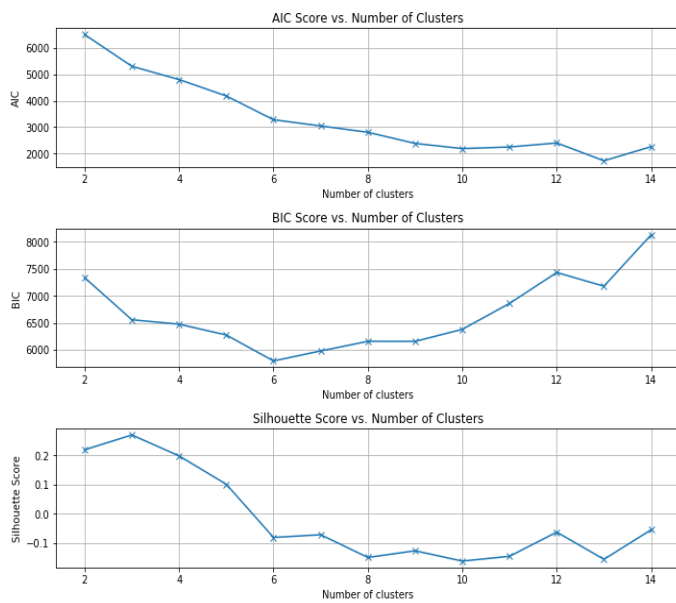 AIC Score vs. Number of Clusters
6000
5000
4000
3000
2000
AIC
2 4 6 8 10 12 14
Number of clusters
BIC Score vs. Number of Clusters
8000
7500
7000
6500
6000
BIC
2 4 6 8 10 12 14
Number of clusters
Silhouette Score vs. Number of Clusters
0.2
0.1
0.0
−0.1
Silhouette Score
2 4 6 8 10 12 14
Number of clusters